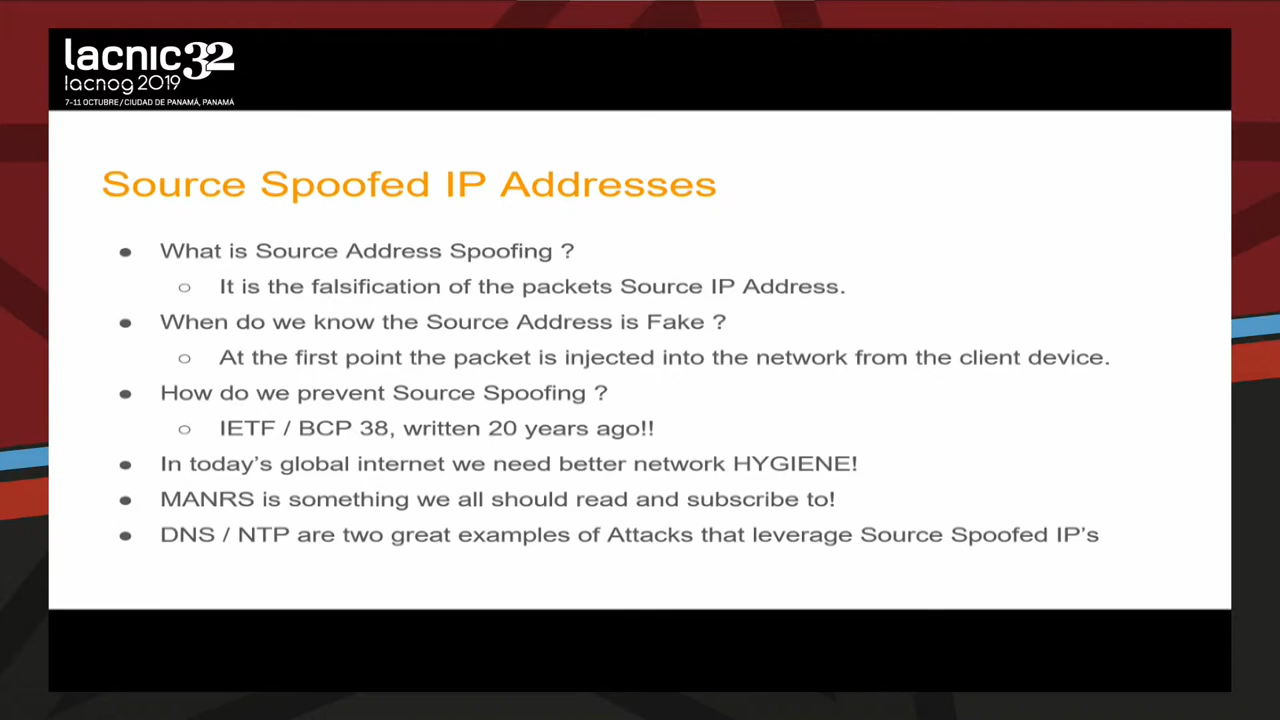 lacnic32
lacnog 2019
7-11 OCTUBRE / CIUDAD DE PANAMÁ, PANAMÁ
Source Spoofed IP Addresses
● What is Source Address Spoofing ?
○ It is the falsification of the packets Source IP Address.
● When do we know the Source Address is Fake ?
○ At the first point the packet is injected into the network from the client device.
● How do we prevent Source Spoofing ?
○ IETF / BCP 38, written 20 years ago!!
● In today's global internet we need better network HYGIENE!
● MANRS is something we all should read and subscribe to!
● DNS / NTP are two great examples of Attacks that leverage Source Spoofed IP's